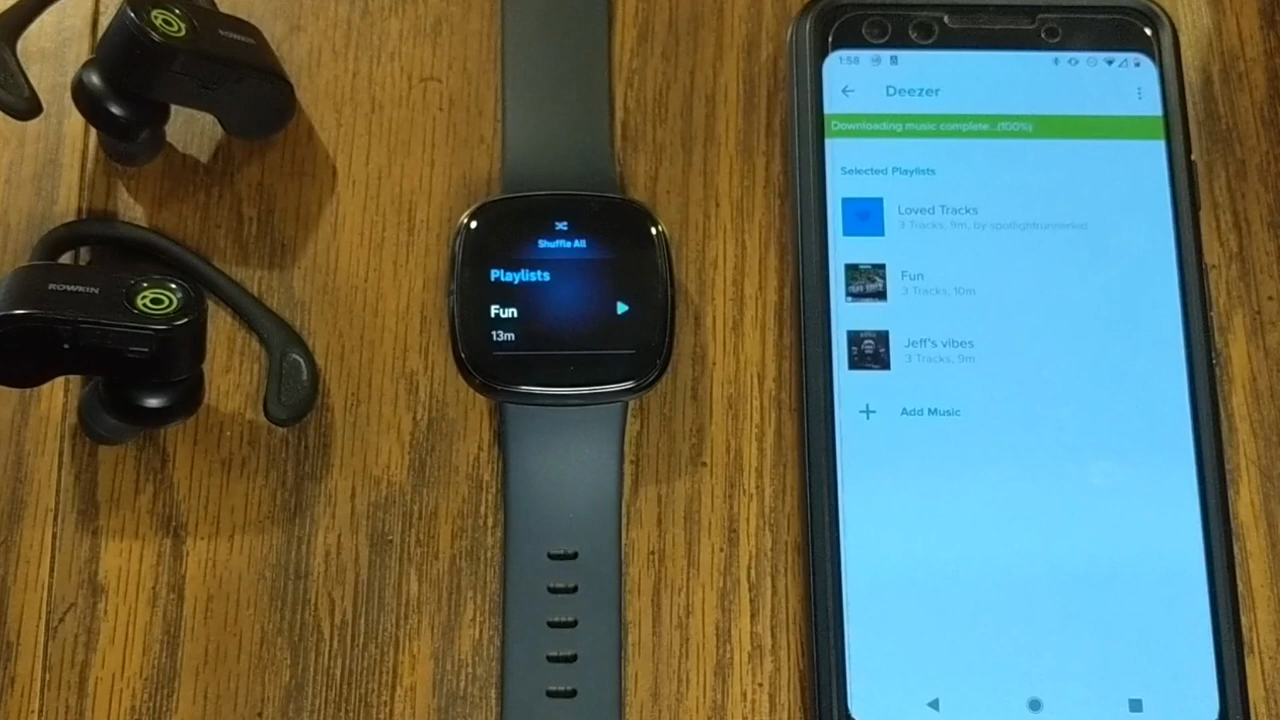 ROWKIN
ROWKIN
Shuffle All
Playlists
Fun
13m
1:58
Deezer
Downloading music complete...(100%)
Selected Playlists
Loved Tracks
3 Tracks, 9m, by spotlightrunnerkid
Fun
3 Tracks, 10m
Jeff's vibes
3 Tracks, 9m
Add Music